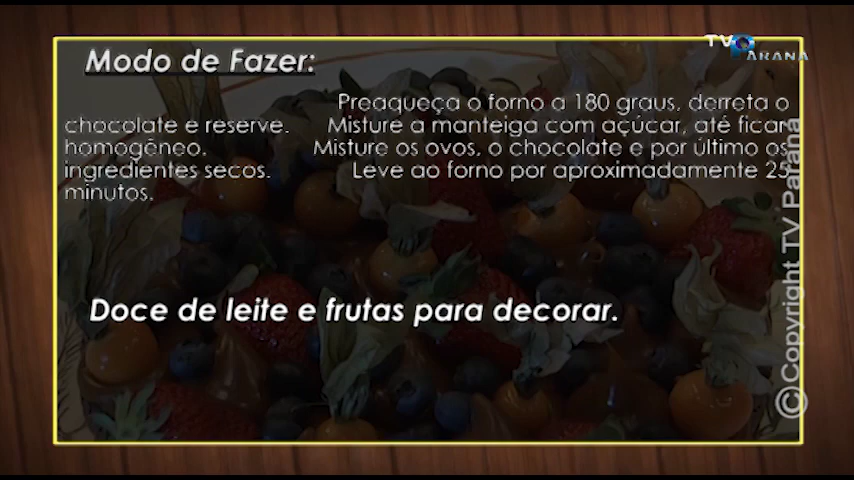 TV PARANÁ
Modo de Fazer:
Preaqueça o forno a 180 graus, derreta o
chocolate e reserve. Misture a manteiga com açúcar, até ficar
homogêneo. Misture os ovos, o chocolate e por último os
ingredientes secos. Leve ao forno por aproximadamente 25
minutos.
Doce de leite e frutas para decorar.
©Copyright TV Paraná